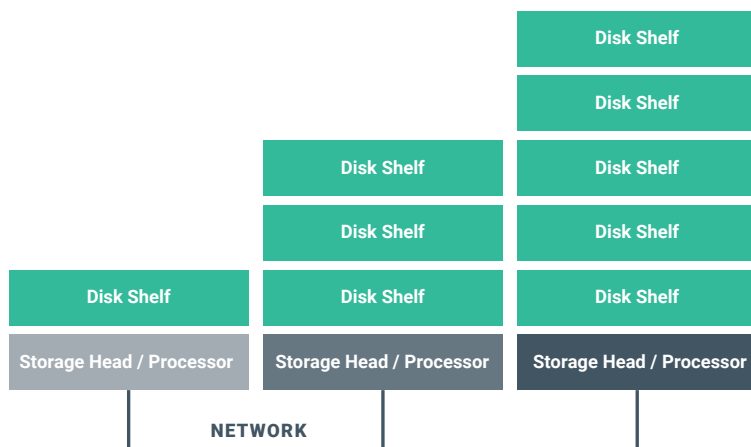 Disk Shelf
Disk Shelf
Disk Shelf Disk Shelf
Disk Shelf Disk Shelf
Disk Shelf Disk Shelf Disk Shelf
Storage Head / Processor Storage Head / Processor Storage Head / Processor
NETWORK